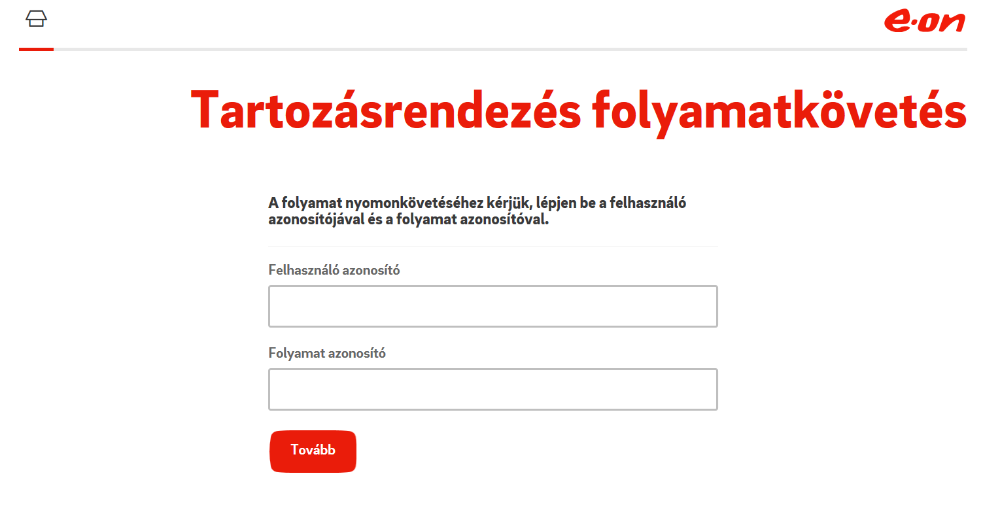 e·on
Tartozásrendezés folyamatkövetés
A folyamat nyomonkövetéséhez kérjük, lépjen be a felhasználó
azonosítójával és a folyamat azonosítóval.
Felhasználó azonosító
Folyamat azonosító
Tovább